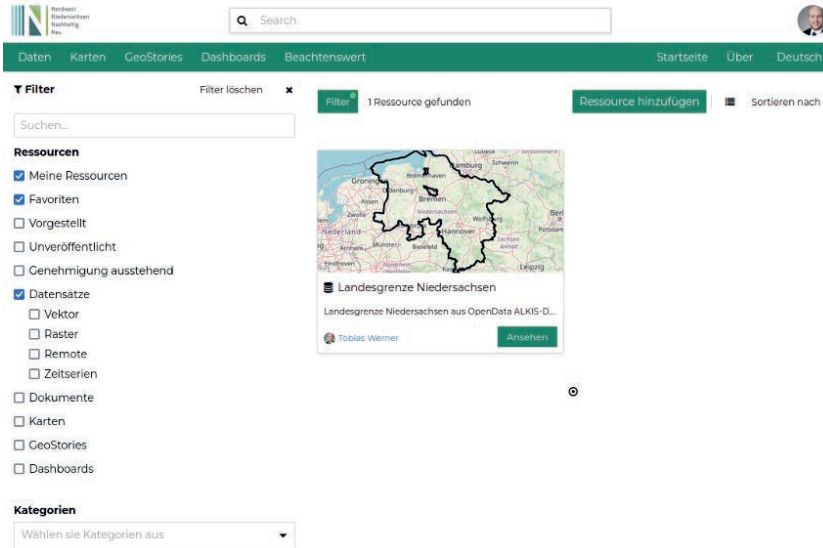 Nordwest
Niedersachsen
Nachhaltig
Neu
Search
Daten Karten GeoStories Dashboards Beachtenswert Startseite Über Deutsch
Filter Filter löschen
Filter 1 Ressource gefunden Ressource hinzufügen Sortieren nach
Suchen...
Ressourcen
Meine Ressourcen
Favoriten
Vorgestellt
Unveröffentlicht
Genehmigung ausstehend
Datensätze
Vektor
Raster
Remote
Zeitserien
Dokumente
Karten
GeoStories
Dashboards
Kategorien
Wählen sie Kategorien aus
Schwerin
Bremerhaven
Oldenburg
Assen
Bremen
Zwolle
Niedersachsen
Nederland
Hannover
Potsdam
Arnhem
Münster
Bielefeld
Sachsen-
Anhalt
Eindhoven
Leipzig
Landesgrenze Niedersachsen
Landesgrenze Niedersachsen aus OpenData ALKIS-D...
Tobias Werner Ansehen